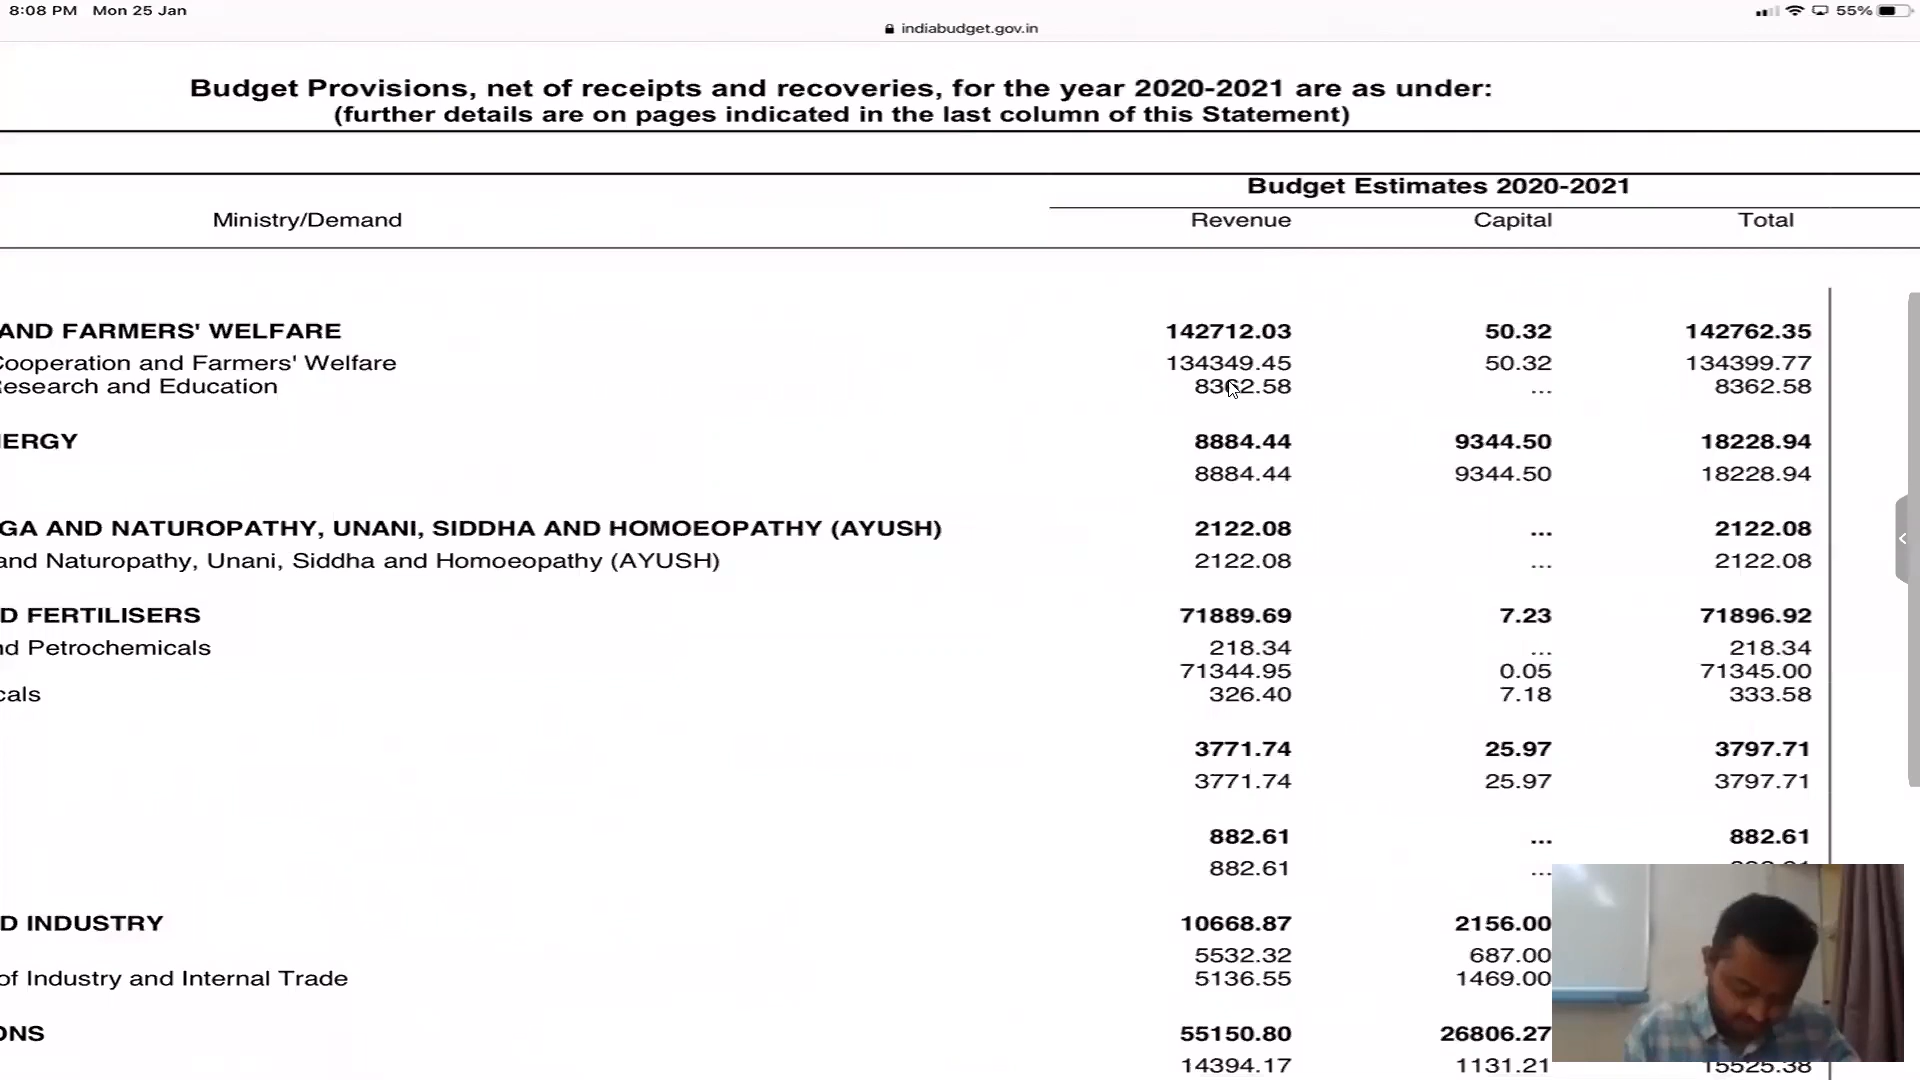 8:08 PM Mon 25 Jan
55%
indiabudget.gov.in
Budget Provisions, net of receipts and recoveries, for the year 2020-2021 are as under:
(further details are on pages indicated in the last column of this Statement)
Budget Estimates 2020-2021
Ministry/Demand Revenue Capital Total
AND FARMERS' WELFARE 142712.03 50.32 142762.35
Cooperation and Farmers' Welfare 134349.45 50.32 134399.77
Research and Education 8362.58 ... 8362.58
NERGY 8884.44 9344.50 18228.94
8884.44 9344.50 18228.94
GA AND NATUROPATHY, UNANI, SIDDHA AND HOMOEOPATHY (AYUSH) 2122.08 ... 2122.08
and Naturopathy, Unani, Siddha and Homoeopathy (AYUSH) 2122.08 ... 2122.08
D FERTILISERS 71889.69 7.23 71896.92
nd Petrochemicals 218.34 ... 218.34
71344.95 0.05 71345.00
cals 326.40 7.18 333.58
3771.74 25.97 3797.71
3771.74 25.97 3797.71
882.61 ... 882.61
882.61 ...
D INDUSTRY 10668.87 2156.00
5532.32 687.00
of Industry and Internal Trade 5136.55 1469.00
ONS 55150.80 26806.27
14394.17 1131.21 15525.38